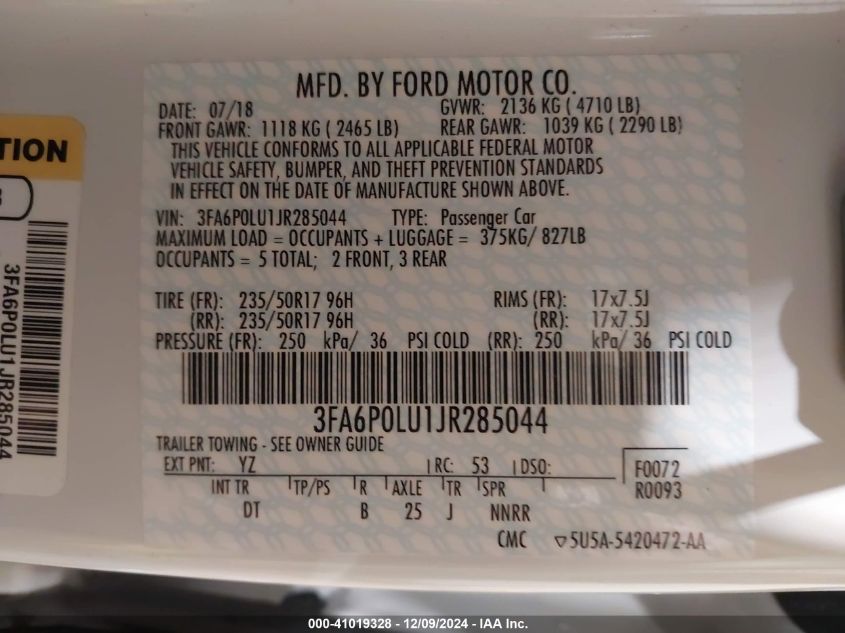 MFD. BY FORD MOTOR CO.
DATE: 07/18 GVWR: 2136 KG ( 4710 LB)
FRONT GAWR: 1118 KG ( 2465 LB) REAR GAWR: 1039 KG ( 2290 LB)
THIS VEHICLE CONFORMS TO ALL APPLICABLE FEDERAL MOTOR
VEHICLE SAFETY, BUMPER, AND THEFT PREVENTION STANDARDS
IN EFFECT ON THE DATE OF MANUFACTURE SHOWN ABOVE.
VIN: 3FA6P0LU1JR285044 TYPE: Passenger Car
MAXIMUM LOAD = OCCUPANTS + LUGGAGE = 375KG/ 827LB
OCCUPANTS = 5 TOTAL; 2 FRONT, 3 REAR
TIRE (FR): 235/50R17 96H RIMS (FR): 17x7.5J
(RR): 235/50R17 96H (RR): 17x7.5J
PRESSURE (FR): 250 kPa/ 36 PSI COLD (RR): 250 kPa/ 36 PSI COLD
3FA6P0LU1JR285044
TRAILER TOWING - SEE OWNER GUIDE
EXT PNT: YZ RC: 53 DSO: F0072
R0093
INT TR TP/PS R AXLE TR SPR
DT B 25 J NNRR
CMC ▽5U5A-5420472-AA
TION
3FA6P0LU1JR285044
000-41019328 - 12/09/2024 - IAA Inc.